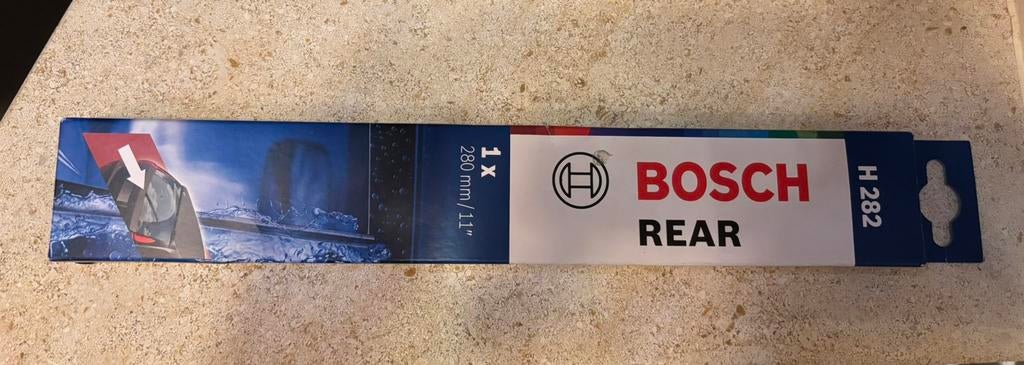 1 x
280 mm / 11"
BOSCH
REAR
H 282